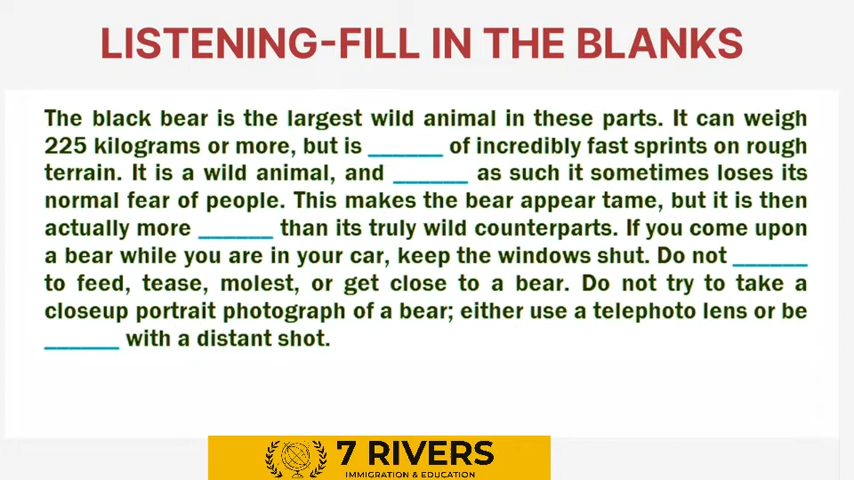 LISTENING-FILL IN THE BLANKS
The black bear is the largest wild animal in these parts. It can weigh
225 kilograms or more, but is ______ of incredibly fast sprints on rough
terrain. It is a wild animal, and ______ as such it sometimes loses its
normal fear of people. This makes the bear appear tame, but it is then
actually more ______ than its truly wild counterparts. If you come upon
a bear while you are in your car, keep the windows shut. Do not ______
to feed, tease, molest, or get close to a bear. Do not try to take a
closeup portrait photograph of a bear; either use a telephoto lens or be
______ with a distant shot.
7 RIVERS
IMMIGRATION & EDUCATION